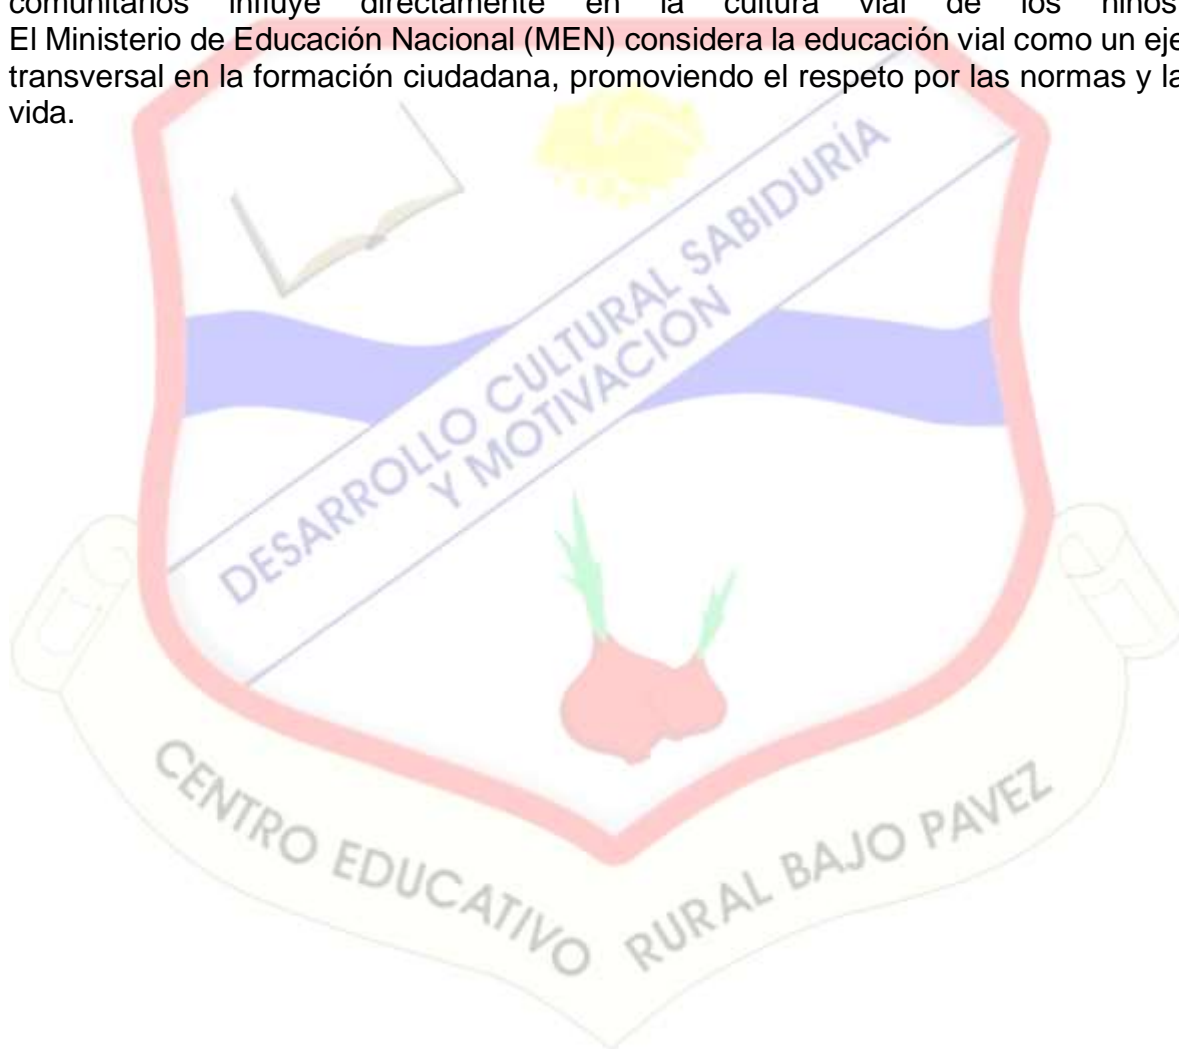 comunitarios influye directamente en la cultura vial de los niños
El Ministerio de Educación Nacional (MEN) considera la educación vial como un eje
transversal en la formación ciudadana, promoviendo el respeto por las normas y la
vida.
DESARROLLO CULTURAL SABIDURÍA
Y MOTIVACION
CENTRO EDUCATIVO RURAL BAJO PAVEZ